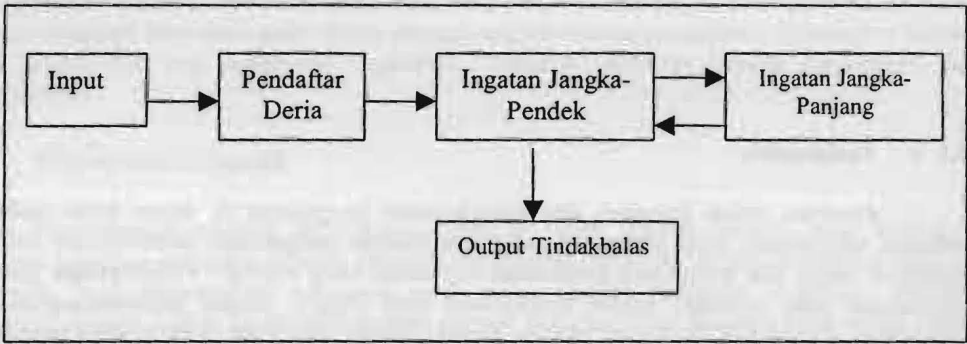 Input
Pendaftar
Deria
Ingatan Jangka-
Pendek
Ingatan Jangka-
Panjang
Output Tindakbalas